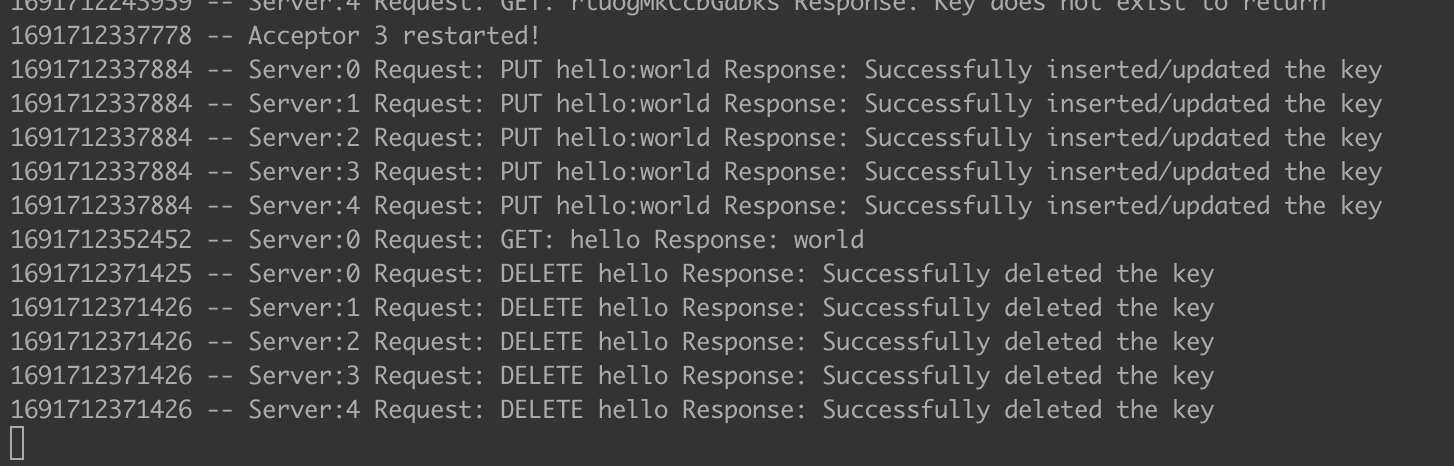 -- Server:4 Request: GET: Response: Key does not exist to return
1691712337778 -- Acceptor 3 restarted!
1691712337884 -- Server:0 Request: PUT hello:world Response: Successfully inserted/updated the key
1691712337884 -- Server:1 Request: PUT hello:world Response: Successfully inserted/updated the key
1691712337884 -- Server:2 Request: PUT hello:world Response: Successfully inserted/updated the key
1691712337884 -- Server:3 Request: PUT hello:world Response: Successfully inserted/updated the key
1691712337884 -- Server:4 Request: PUT hello:world Response: Successfully inserted/updated the key
1691712352452 -- Server:0 Request: GET: hello Response: world
1691712371425 -- Server:0 Request: DELETE hello Response: Successfully deleted the key
1691712371426 -- Server:1 Request: DELETE hello Response: Successfully deleted the key
1691712371426 -- Server:2 Request: DELETE hello Response: Successfully deleted the key
1691712371426 -- Server:3 Request: DELETE hello Response: Successfully deleted the key
1691712371426 -- Server:4 Request: DELETE hello Response: Successfully deleted the key